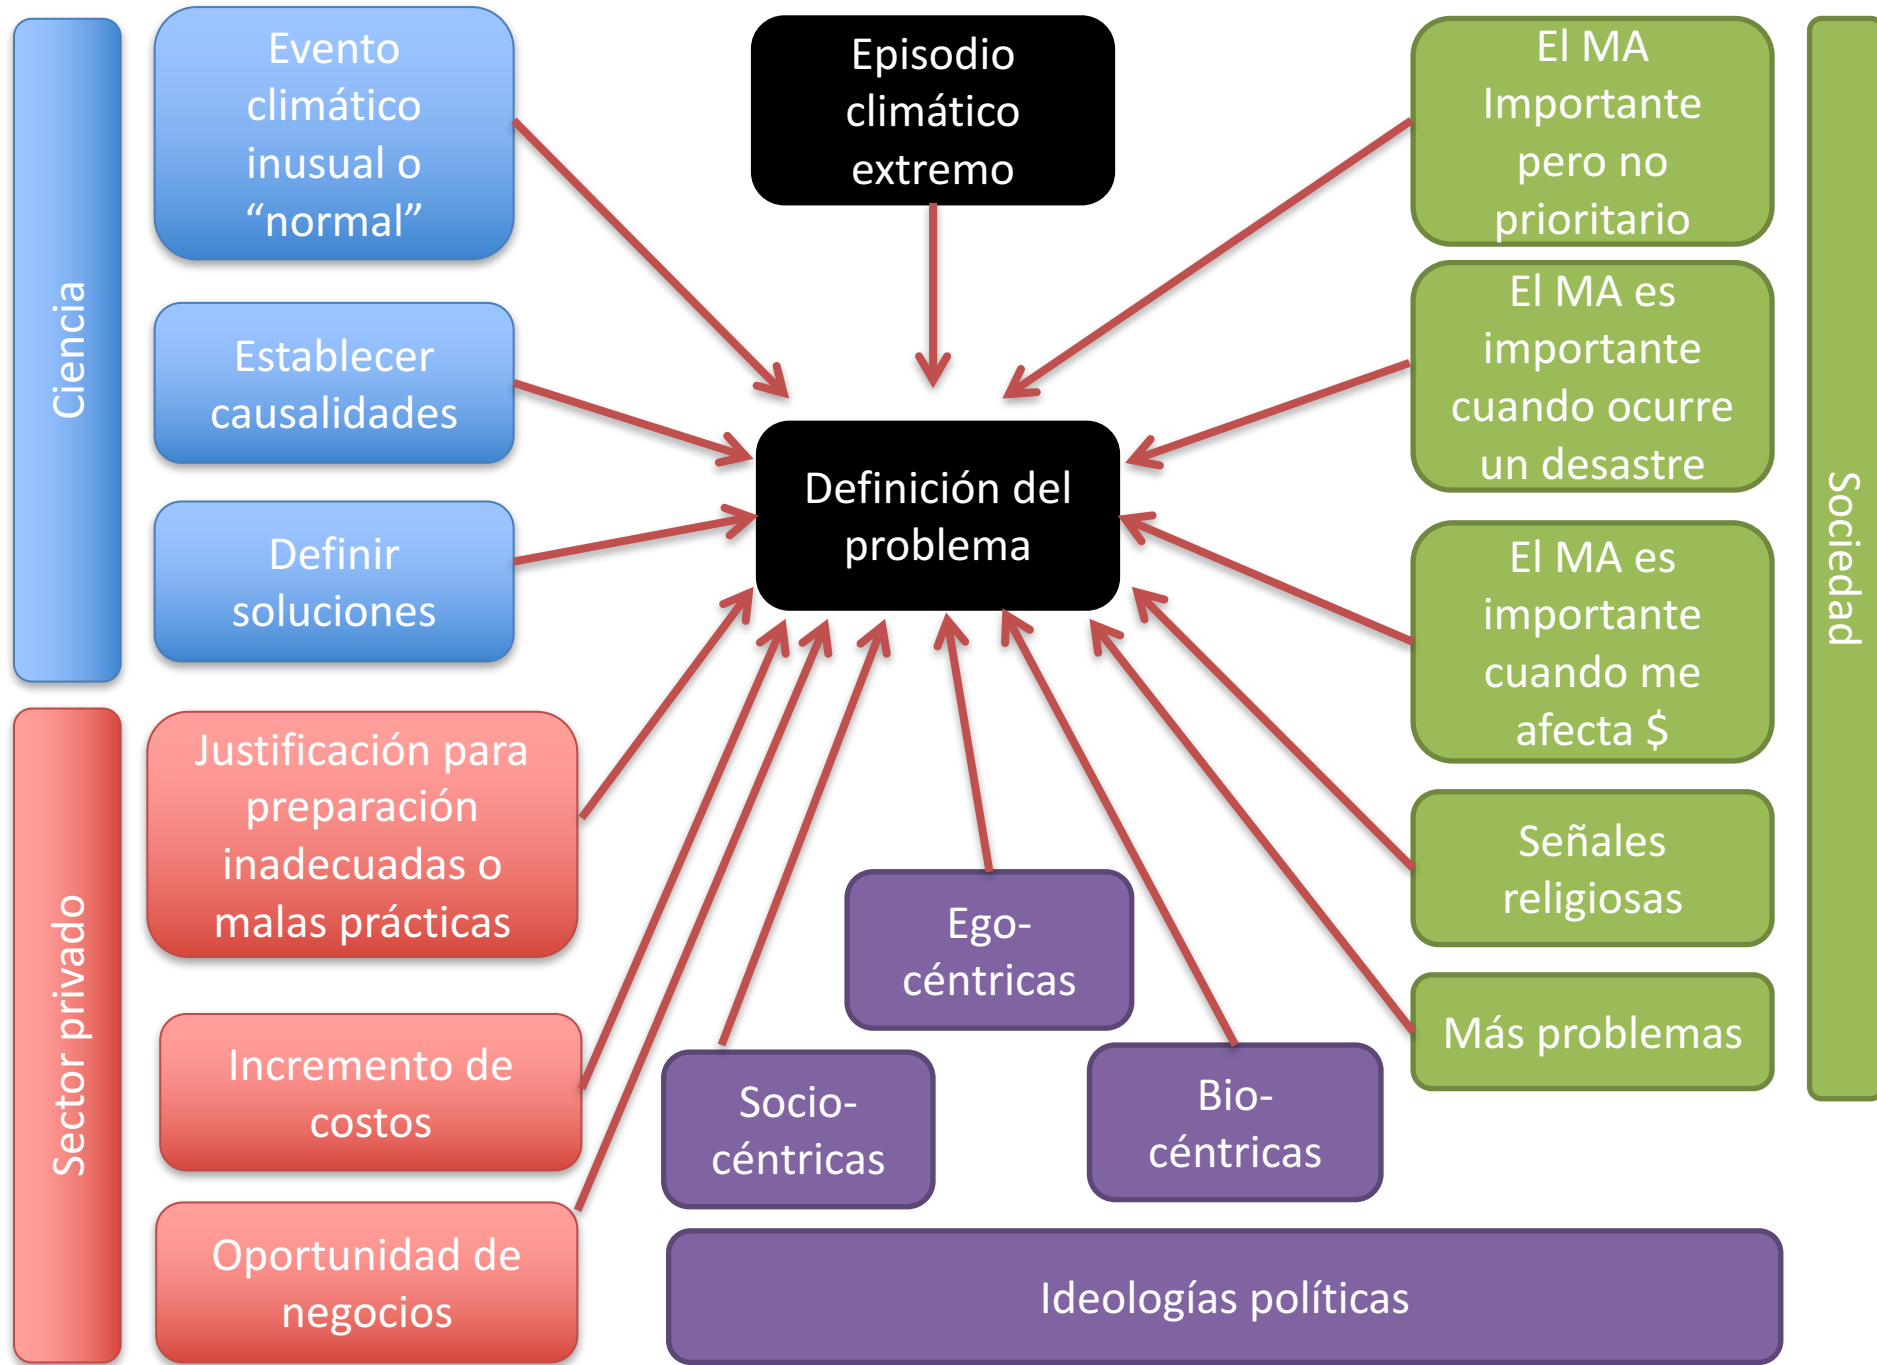 Ciencia
Evento
climático
inusual o
“normal”
Establecer
causalidades
Definir
soluciones
Episodio
climático
extremo
Definición del
problema
El MA
Importante
pero no
prioritario
El MA es
importante
cuando ocurre
un desastre
El MA es
importante
cuando me
afecta $
Señales
religiosas
Más problemas
Sociedad
Sector privado
Justificación para
preparación
inadecuadas o
malas prácticas
Incremento de
costos
Oportunidad de
negocios
Ego-
céntricas
Socio-
céntricas
Bio-
céntricas
Ideologías políticas